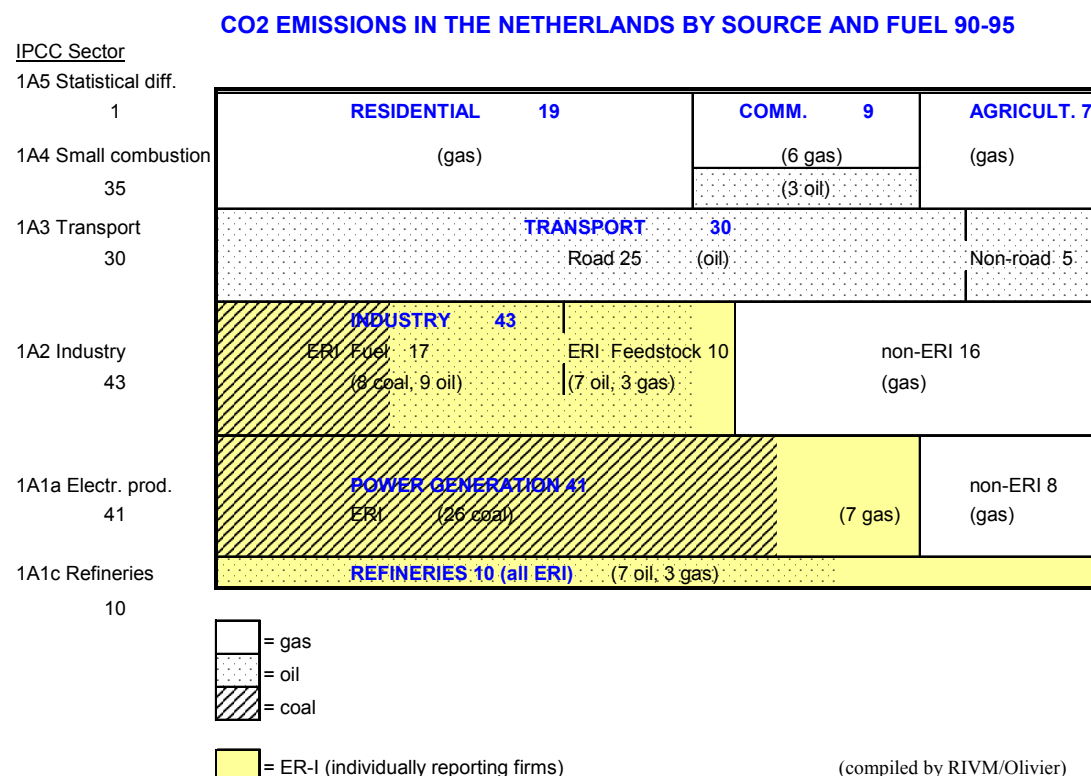 CO2 EMISSIONS IN THE NETHERLANDS BY SOURCE AND FUEL 90-95
IPCC Sector
1A5 Statistical diff.
1 RESIDENTIAL 19 COMM. 9 AGRICULT. 7
1A4 Small combustion (gas) (6 gas) (gas)
35 (3 oil)
1A3 Transport TRANSPORT 30
30 Road 25 (oil) Non-road 5
INDUSTRY 43
1A2 Industry ERI Fuel 17 ERI Feedstock 10 non-ERI 16
43 (8 coal, 9 oil) (7 oil, 3 gas) (gas)
1A1a Electr. prod. POWER GENERATION 41 non-ERI 8
41 ERI (26 coal) (7 gas) (gas)
1A1c Refineries REFINERIES 10 (all ERI) (7 oil, 3 gas)
10
= gas
= oil
= coal
= ER-I (individually reporting firms) (compiled by RIVM/Olivier)